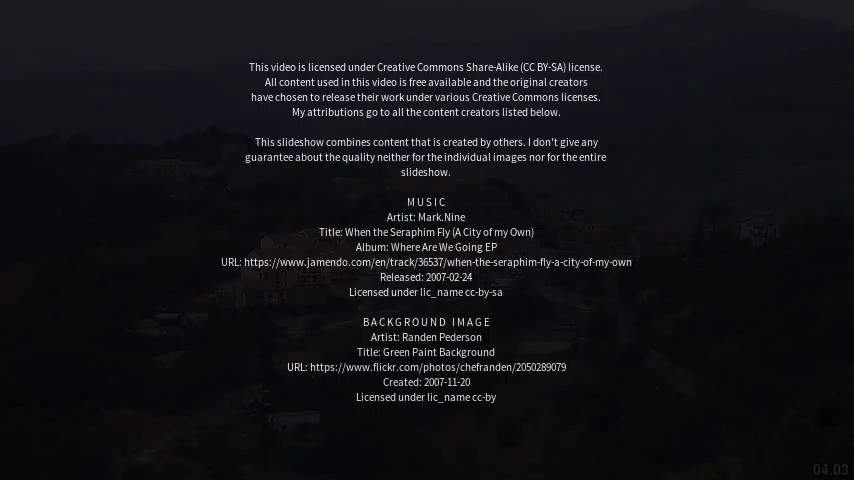 This video is licensed under Creative Commons Share-Alike (CC BY-SA) license.
All content used in this video is free available and the original creators
have chosen to release their work under various Creative Commons licenses.
My attributions go to all the content creators listed below.
This slideshow combines content that is created by others. I don't give any
guarantee about the quality neither for the individual images nor for the entire
slideshow.
MUSIC
Artist: Mark.Nine
Title: When the Seraphim Fly (A City of my Own)
Album: Where Are We Going EP
URL: https://www.jamendo.com/en/track/36537/when-the-seraphim-fly-a-city-of-my-own
Released: 2007-02-24
Licensed under lic_name cc-by-sa
BACKGROUND IMAGE
Artist: Randen Pederson
Title: Green Paint Background
URL: https://www.flickr.com/photos/chefranden/2050289079
Created: 2007-11-20
Licensed under lic_name cc-by
04.03